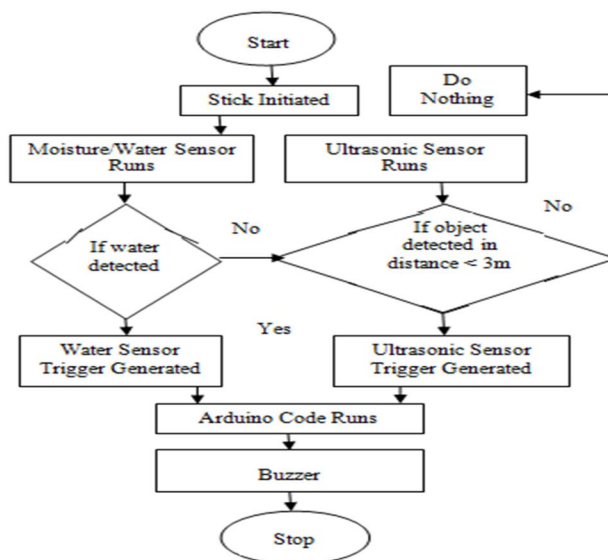 Start
Stick Initiated
Do
Nothing
Moisture/Water Sensor
Runs
Ultrasonic Sensor
Runs
If water
detected
No
If object
detected in
distance < 3m
No
Yes
Water Sensor
Trigger Generated
Ultrasonic Sensor
Trigger Generated
Arduino Code Runs
Buzzer
Stop